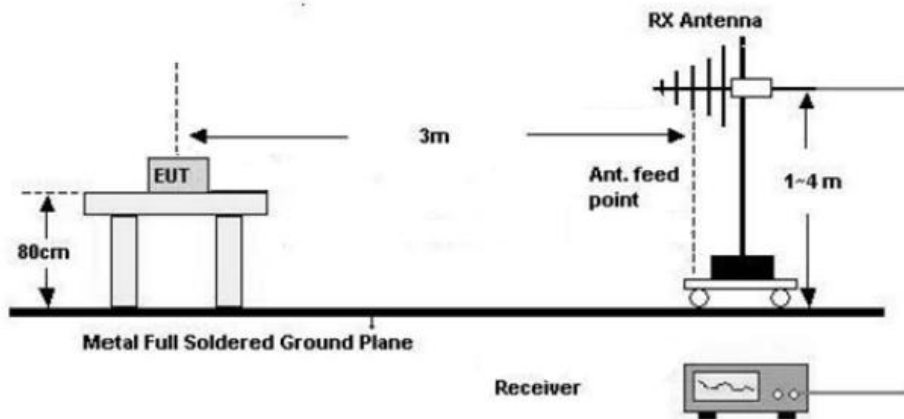 RX Antenna
3m
EUT
Ant. feed
point
1~4 m
80cm
Metal Full Soldered Ground Plane
Receiver